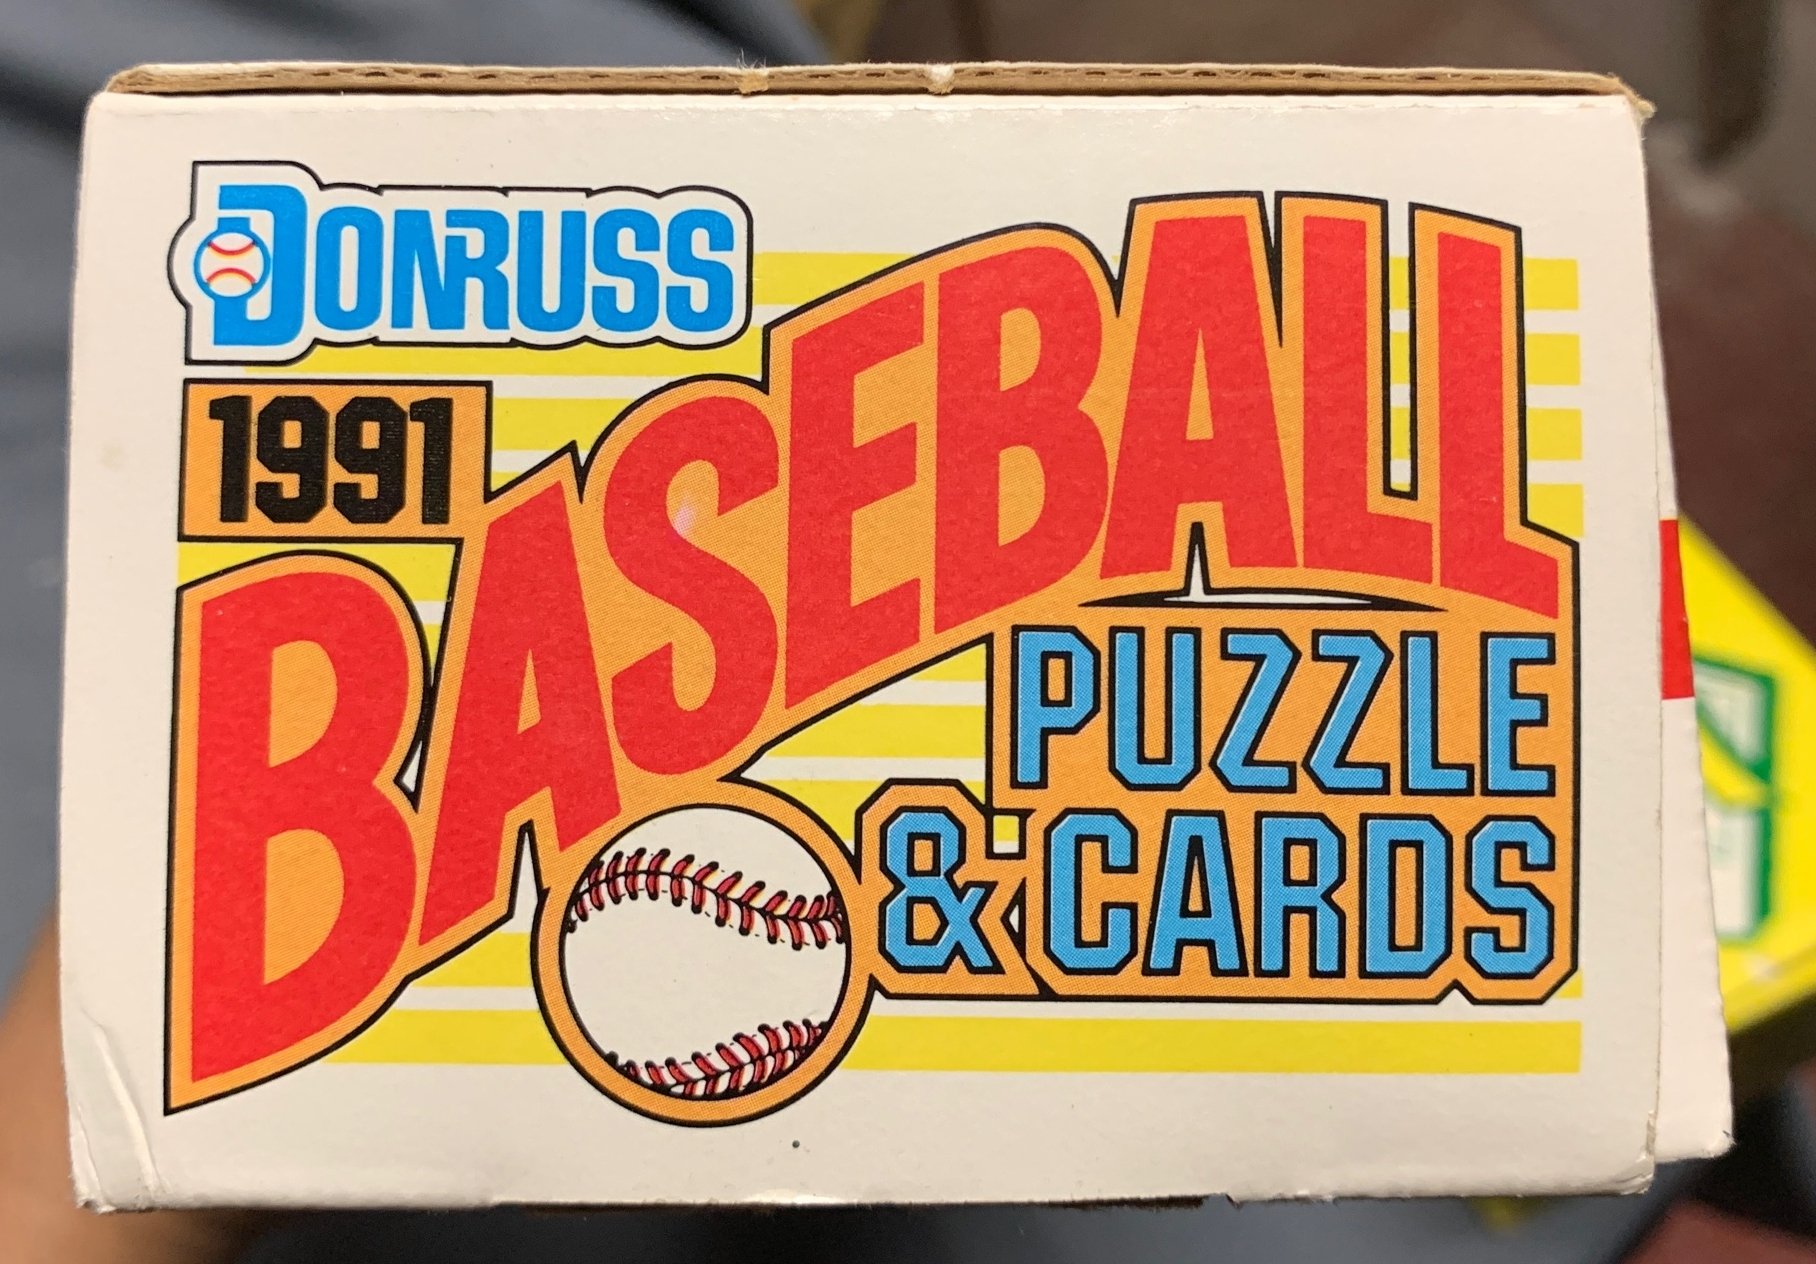 DONRUSS
1991
BASEBALL
PUZZLE
& CARDS